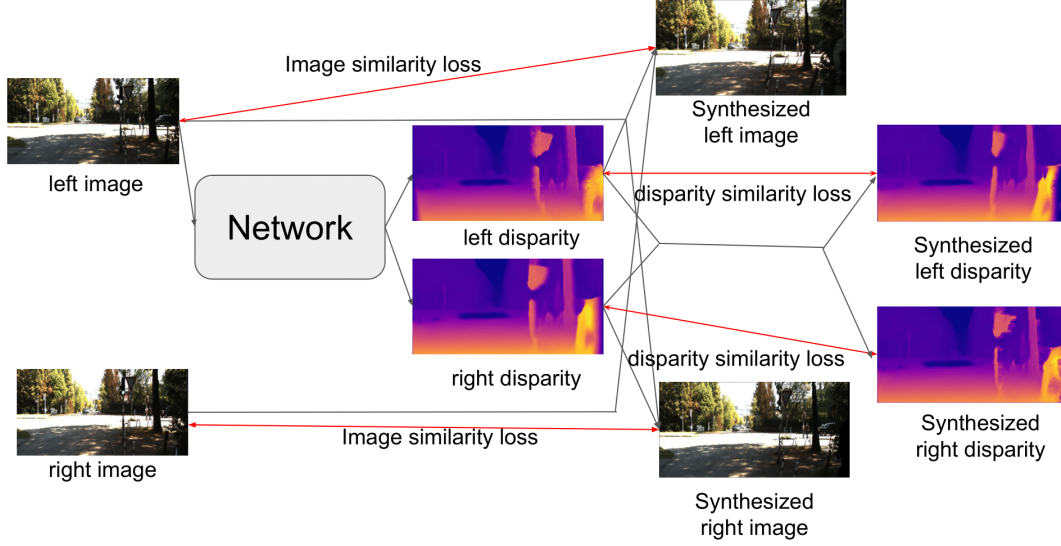 Image similarity loss
left image
Network
left disparity
right disparity
right image
Image similarity loss
Synthesized
left image
disparity similarity loss
Synthesized
left disparity
disparity similarity loss
Synthesized
right disparity
Synthesized
right image